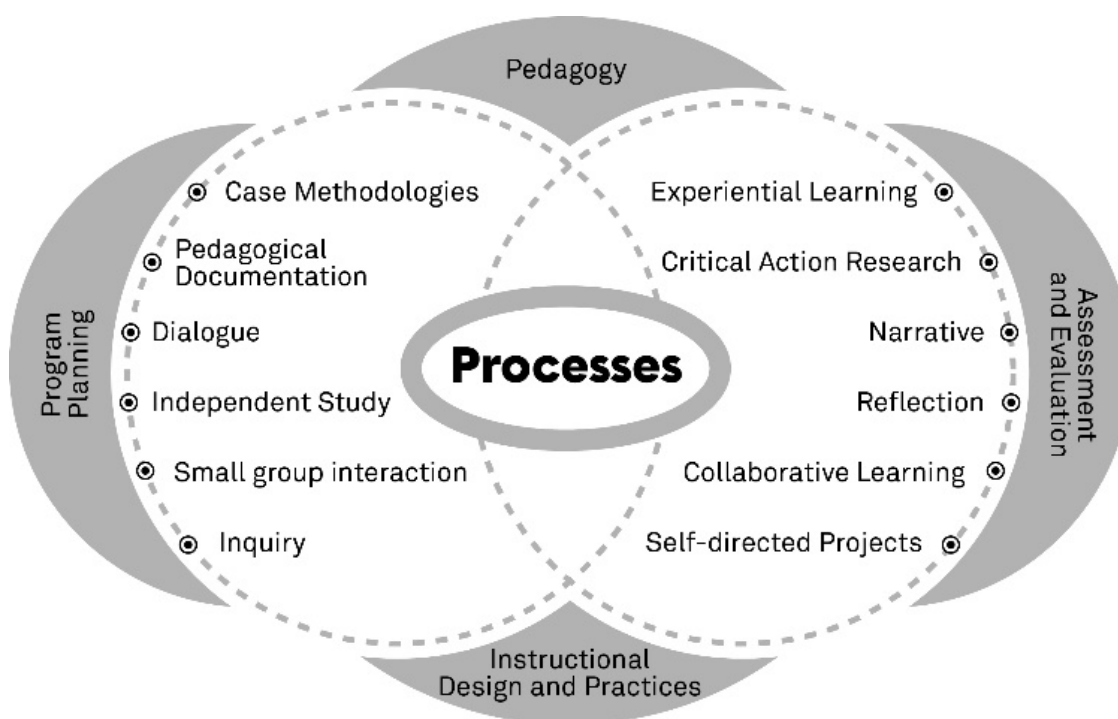 Pedagogy
Program
Planning
Case Methodologies
Pedagogical
Documentation
Dialogue
Independent Study
Small group interaction
Inquiry
Processes
Experiential Learning
Critical Action Research
Narrative
Reflection
Collaborative Learning
Self-directed Projects
Assessment
and Evaluation
Instructional
Design and Practices